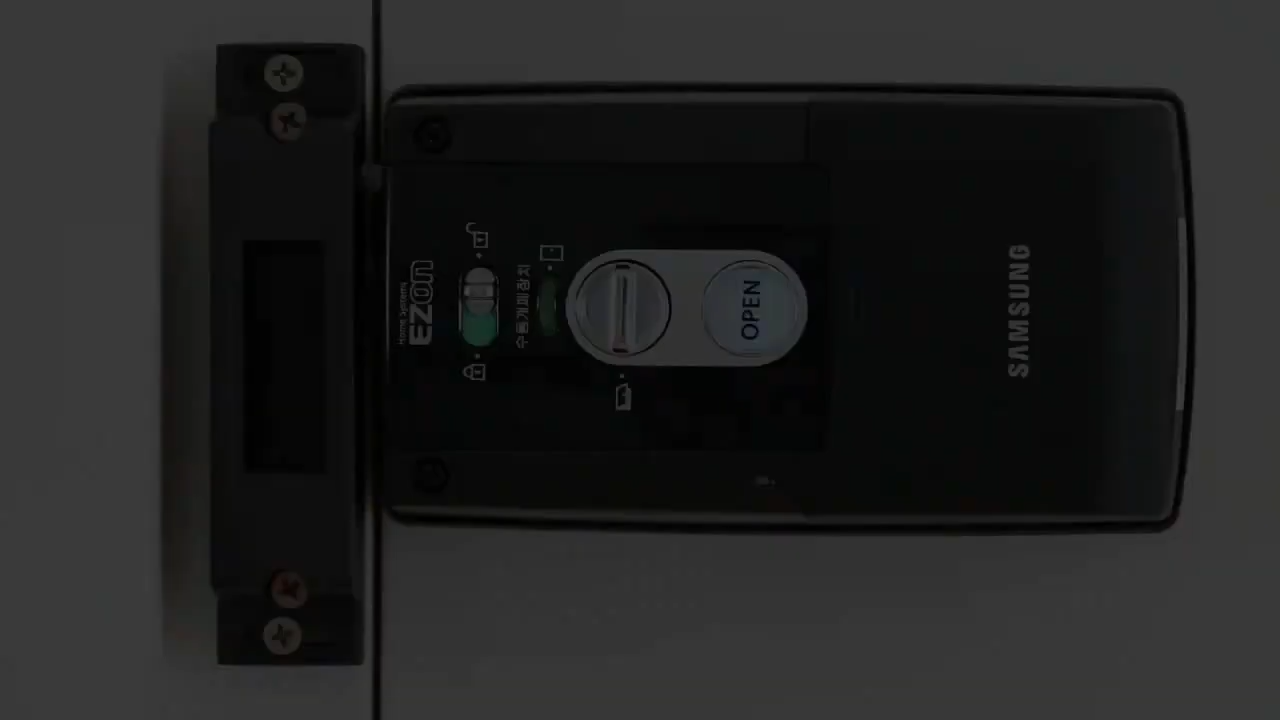 Home Systems
EZon
수동개폐장치
OPEN
SAMSUNG